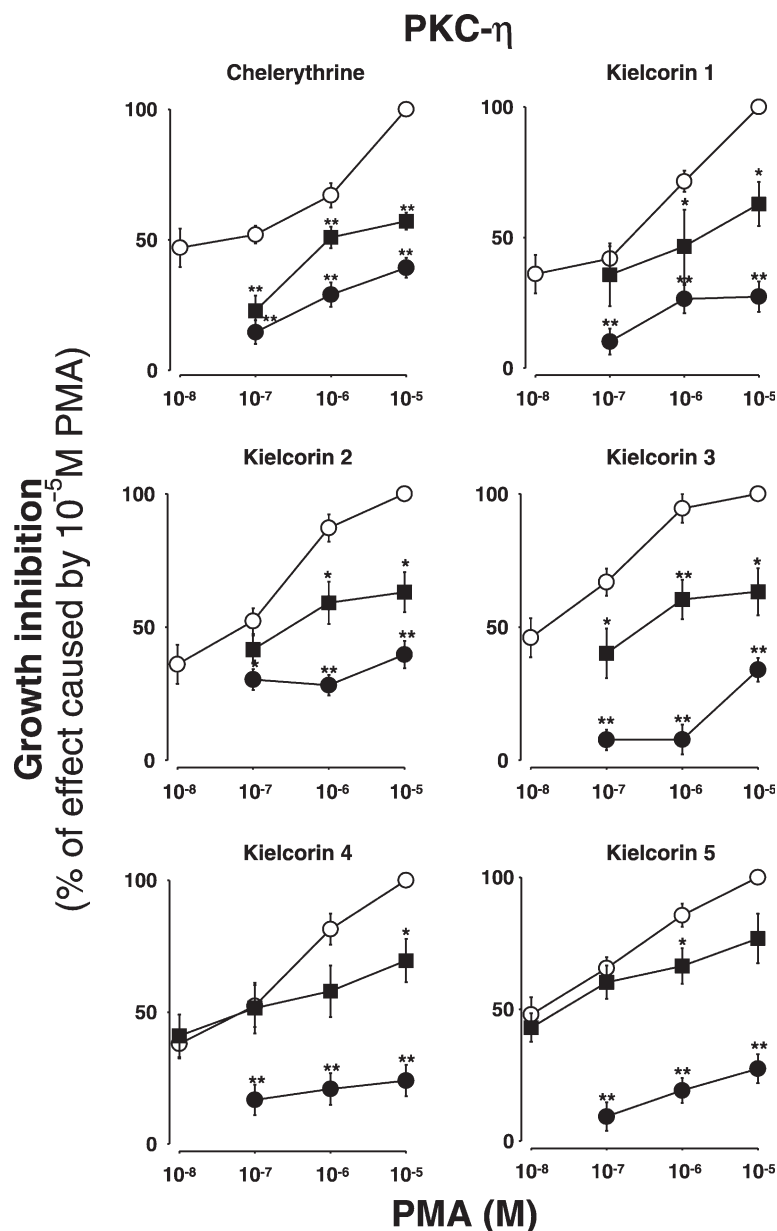 PKC-η
Chelerythrine
Kielcorin 1
100
50
0
** ** ** ** ** **
10⁻⁸ 10⁻⁷ 10⁻⁶ 10⁻⁵
100
50
0
* * ** ** **
10⁻⁸ 10⁻⁷ 10⁻⁶ 10⁻⁵
Kielcorin 2
Kielcorin 3
100
50
0
* * * ** **
10⁻⁸ 10⁻⁷ 10⁻⁶ 10⁻⁵
100
50
0
* ** * ** ** **
10⁻⁸ 10⁻⁷ 10⁻⁶ 10⁻⁵
Growth inhibition
(% of effect caused by 10⁻⁵M PMA)
Kielcorin 4
Kielcorin 5
100
50
0
* ** ** **
10⁻⁸ 10⁻⁷ 10⁻⁶ 10⁻⁵
100
50
0
* ** ** **
10⁻⁸ 10⁻⁷ 10⁻⁶ 10⁻⁵
PMA (M)